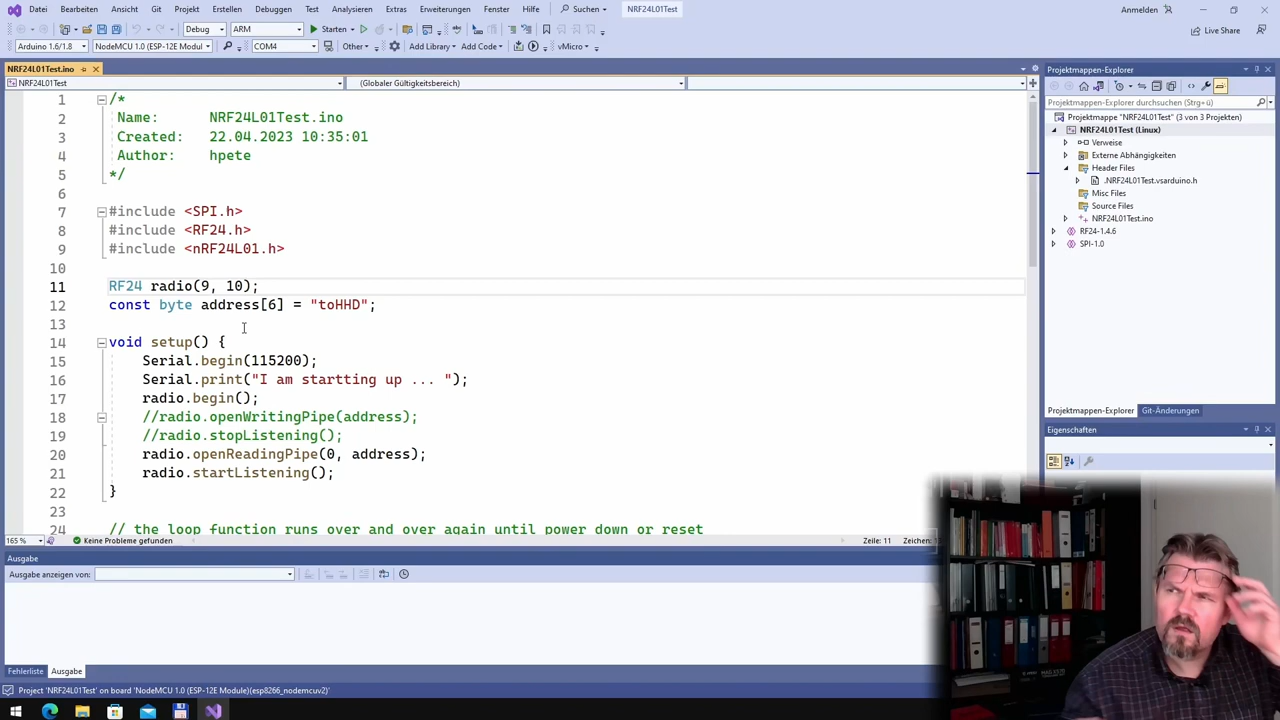 Datei Bearbeiten Ansicht Git Projekt Erstellen Debuggen Test Analysieren Extras Erweiterungen Fenster Hilfe Suchen NRF24L01Test Anmelden
Debug ARM Starten Live Share
Arduino 1.6/1.8 NodeMCU 1.0 (ESP-12E Modul) COM4 Other Add Library Add Code vMicro
NRF24L01Test.ino
NRF24L01Test (Globaler Gültigkeitsbereich)
1 /*
2 Name: NRF24L01Test.ino
3 Created: 22.04.2023 10:35:01
4 Author: hpete
5 */
6
7 #include <SPI.h>
8 #include <RF24.h>
9 #include <nRF24L01.h>
10
11 RF24 radio(9, 10);
12 const byte address[6] = "toHHD";
13
14 void setup() {
15 Serial.begin(115200);
16 Serial.print("I am startting up ... ");
17 radio.begin();
18 //radio.openWritingPipe(address);
19 //radio.stopListening();
20 radio.openReadingPipe(0, address);
21 radio.startListening();
22 }
23
24 // the loop function runs over and over again until power down or reset
165 % Keine Probleme gefunden Zeile: 11 Zeichen:
Ausgabe
Ausgabe anzeigen von:
Fehlerliste Ausgabe
Project 'NRF24L01Test' on board 'NodeMCU 1.0 (ESP-12E Module)(esp8266_nodemcuv2)'
Projektmappen-Explorer
Projektmappen-Explorer durchsuchen (Strg+ü)
Projektmappe "NRF24L01Test" (3 von 3 Projekten)
NRF24L01Test (Linux)
Verweise
Externe Abhängigkeiten
Header Files
.NRF24L01Test.vsarduino.h
Misc Files
Source Files
NRF24L01Test.ino
RF24-1.4.6
SPI-1.0
Projektmappen-Explorer Git-Änderungen
Eigenschaften